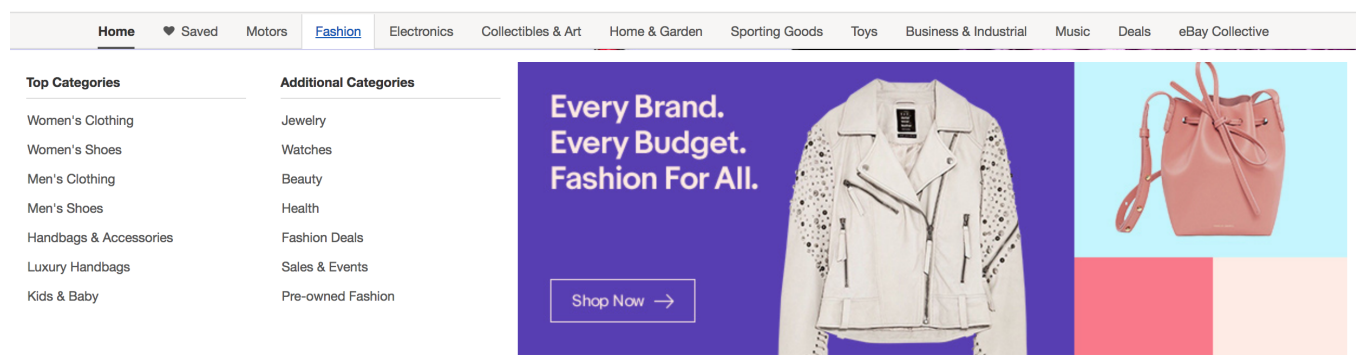 Home Saved Motors Fashion Electronics Collectibles & Art Home & Garden Sporting Goods Toys Business & Industrial Music Deals eBay Collective
Top Categories
Women's Clothing
Women's Shoes
Men's Clothing
Men's Shoes
Handbags & Accessories
Luxury Handbags
Kids & Baby
Additional Categories
Jewelry
Watches
Beauty
Health
Fashion Deals
Sales & Events
Pre-owned Fashion
Every Brand.
Every Budget.
Fashion For All.
Shop Now